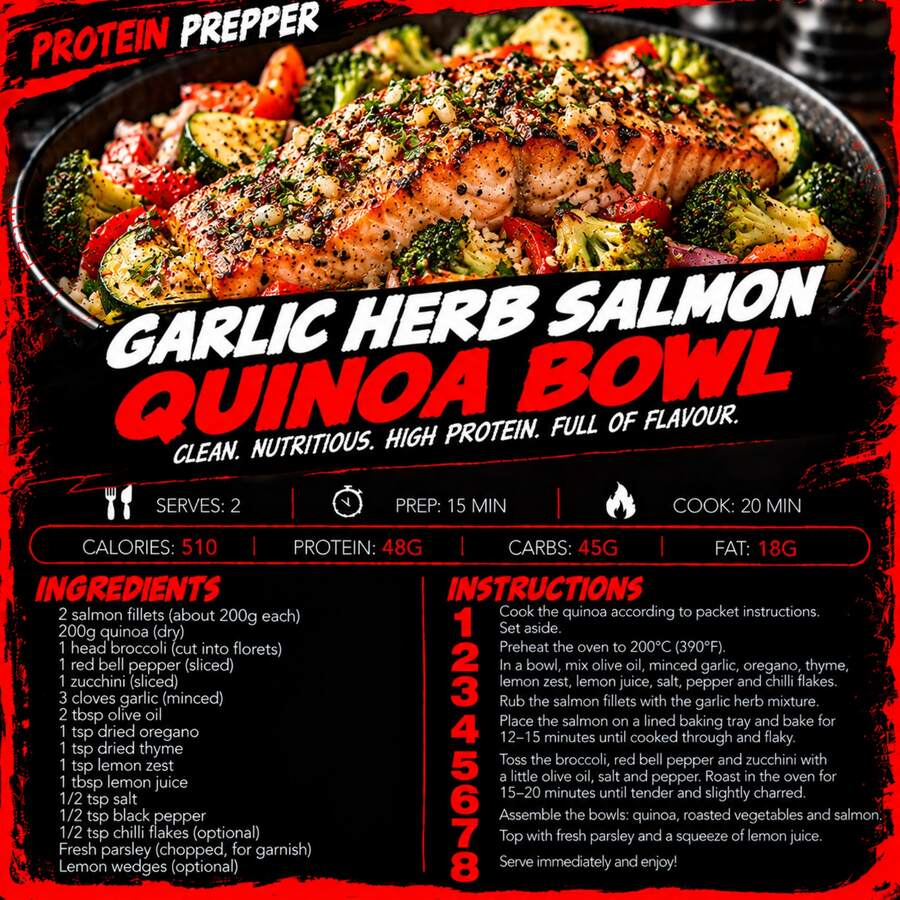 PROTEIN PREPPER
GARLIC HERB SALMON
QUINOA BOWL
CLEAN. NUTRITIOUS. HIGH PROTEIN. FULL OF FLAVOUR.
SERVES: 2
PREP: 15 MIN
COOK: 20 MIN
CALORIES: 510
PROTEIN: 48G
CARBS: 45G
FAT: 18G
INGREDIENTS
2 salmon fillets (about 200g each)
200g quinoa (dry)
1 head broccoli (cut into florets)
1 red bell pepper (sliced)
1 zucchini (sliced)
3 cloves garlic (minced)
2 tbsp olive oil
1 tsp dried oregano
1 tsp dried thyme
1 tsp lemon zest
1 tbsp lemon juice
1/2 tsp salt
1/2 tsp black pepper
1/2 tsp chilli flakes (optional)
Fresh parsley (chopped, for garnish)
Lemon wedges (optional)
INSTRUCTIONS
1
Cook the quinoa according to packet instructions.
Set aside.
2
Preheat the oven to 200°C (390°F).
3
In a bowl, mix olive oil, minced garlic, oregano, thyme,
lemon zest, lemon juice, salt, pepper and chilli flakes.
Rub the salmon fillets with the garlic herb mixture.
4
Place the salmon on a lined baking tray and bake for
12–15 minutes until cooked through and flaky.
5
Toss the broccoli, red bell pepper and zucchini with
a little olive oil, salt and pepper. Roast in the oven for
15–20 minutes until tender and slightly charred.
6
Assemble the bowls: quinoa, roasted vegetables and salmon.
7
Top with fresh parsley and a squeeze of lemon juice.
8
Serve immediately and enjoy!